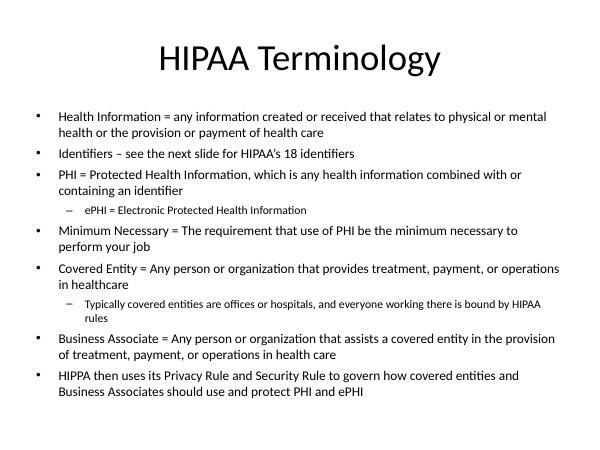 HIPAA Terminology
• Health Information = any information created or received that relates to physical or mental
health or the provision or payment of health care
• Identifiers – see the next slide for HIPAA's 18 identifiers
• PHI = Protected Health Information, which is any health information combined with or
containing an identifier
– ePHI = Electronic Protected Health Information
• Minimum Necessary = The requirement that use of PHI be the minimum necessary to
perform your job
• Covered Entity = Any person or organization that provides treatment, payment, or operations
in healthcare
– Typically covered entities are offices or hospitals, and everyone working there is bound by HIPAA
rules
• Business Associate = Any person or organization that assists a covered entity in the provision
of treatment, payment, or operations in health care
• HIPPA then uses its Privacy Rule and Security Rule to govern how covered entities and
Business Associates should use and protect PHI and ePHI